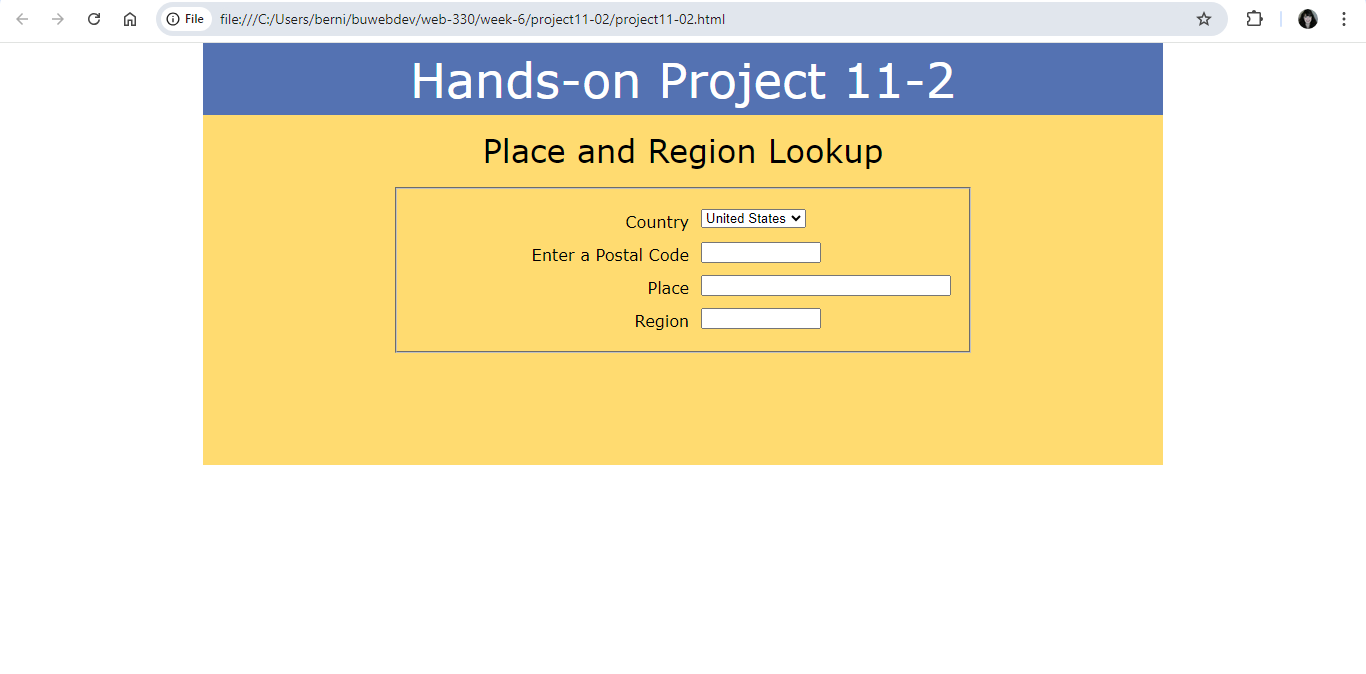 File file:///C:/Users/berni/buwebdev/web-330/week-6/project11-02/project11-02.html
Hands-on Project 11-2
Place and Region Lookup
Country United States
Enter a Postal Code
Place
Region